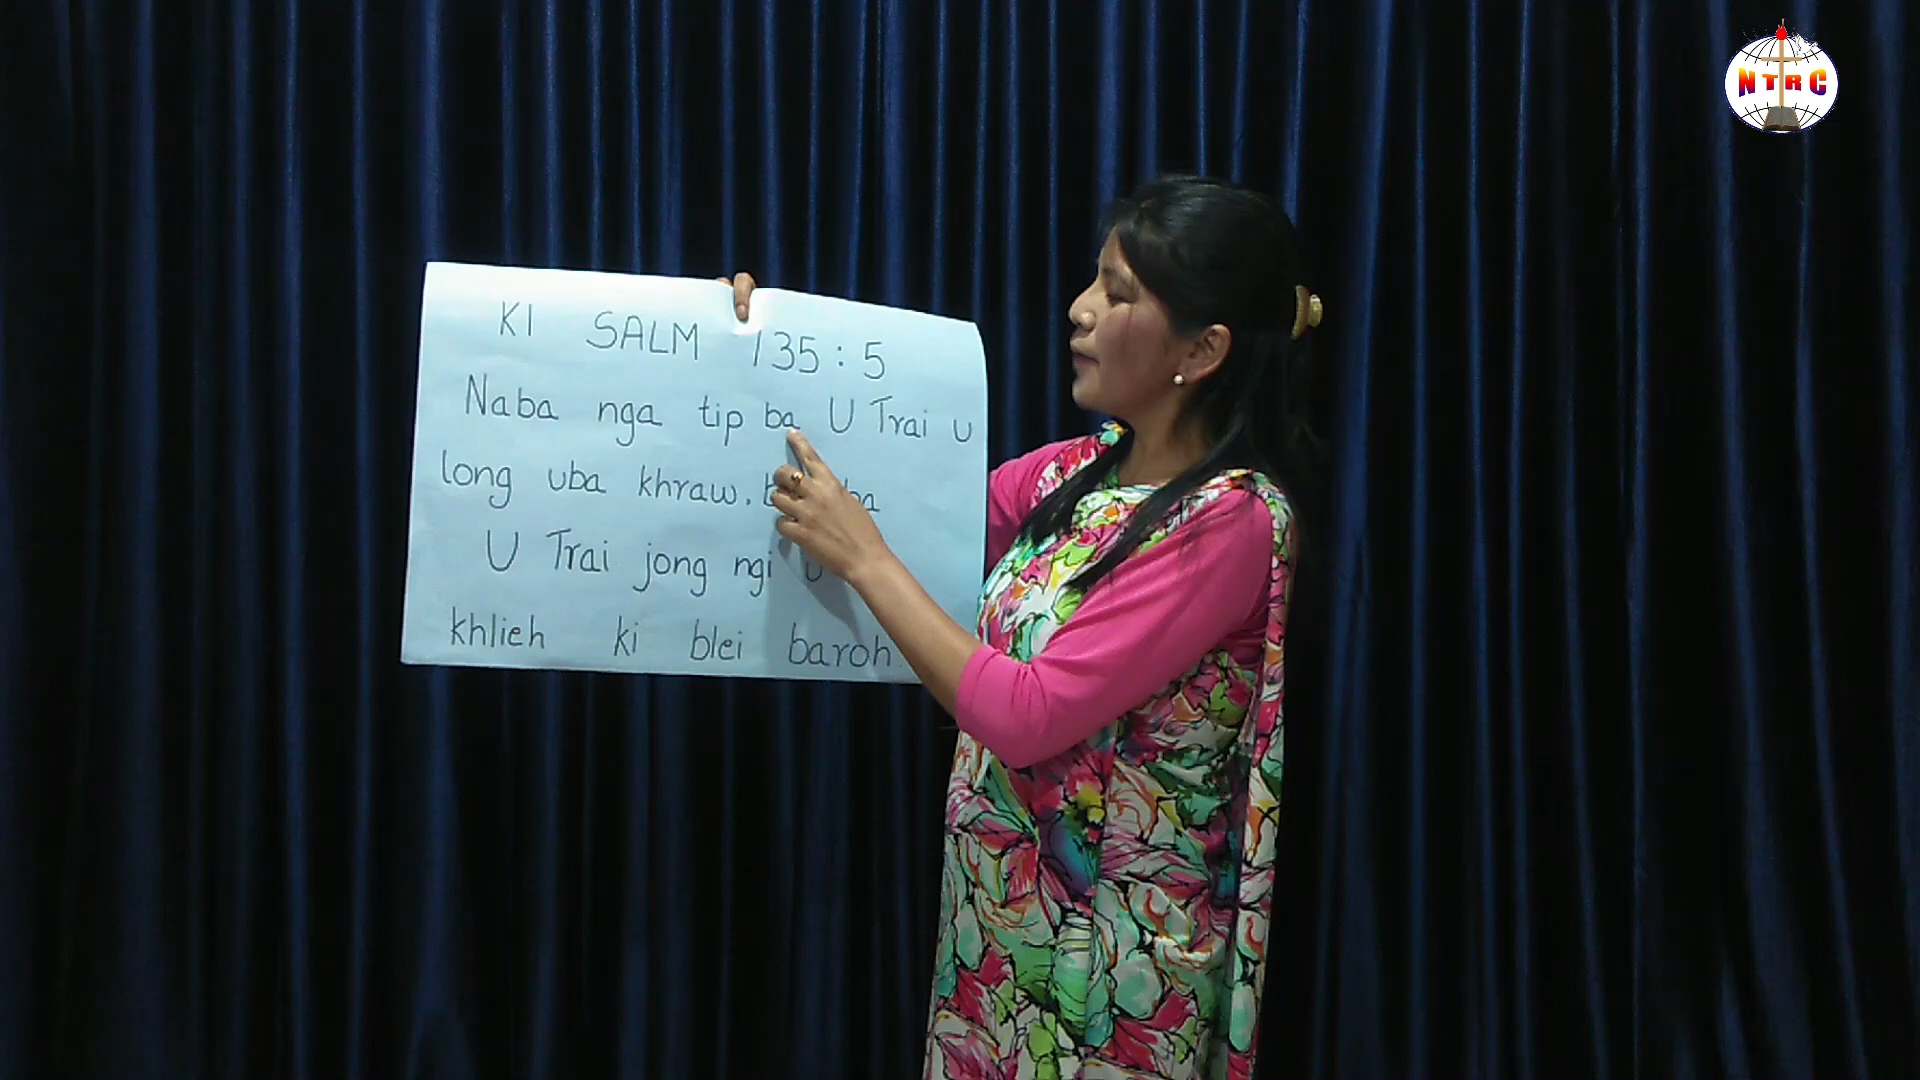 KI SALM 135 : 5
Naba nga tip ba U Trai u
long uba khraw, ba
U Trai jong ngi u
khlieh ki blei baroh.
NTRC